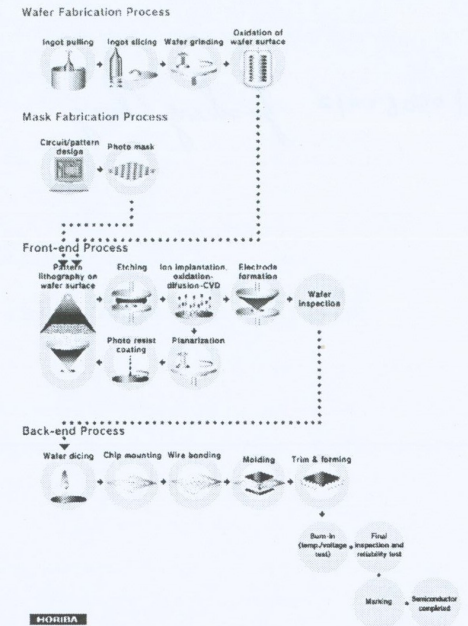 Wafer Fabrication Process
Ingot pulling
Ingot slicing
Wafer grinding
Oxidation of
wafer surface
Mask Fabrication Process
Circuit/pattern
design
Photo mask
Front-end Process
Pattern
lithography on
wafer surface
Etching
Ion implantation,
oxidation-
difusion-CVD
Electrode
formation
Wafer
inspection
Photo resist
coating
Planarization
Back-end Process
Wafer dicing
Chip mounting
Wire bonding
Molding
Trim & forming
Burn-in
(temp./voltage
test)
Final
inspection and
reliability test
Marking
Semiconductor
completed
HORIBA